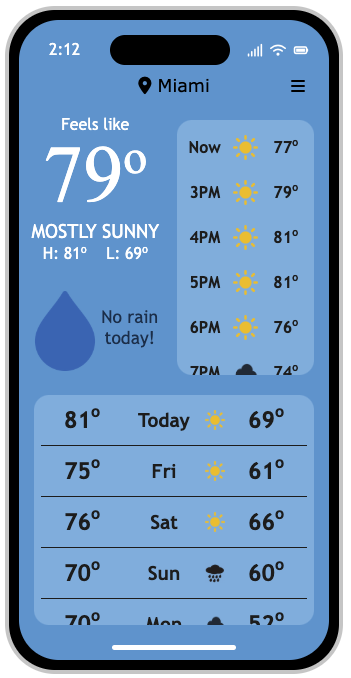 2:12
Miami
Feels like
79º
MOSTLY SUNNY
H: 81º L: 69º
No rain
today!
Now 77º
3PM 79º
4PM 81º
5PM 81º
6PM 76º
7PM 74º
81º Today 69º
75º Fri 61º
76º Sat 66º
70º Sun 60º
70º Mon 52º